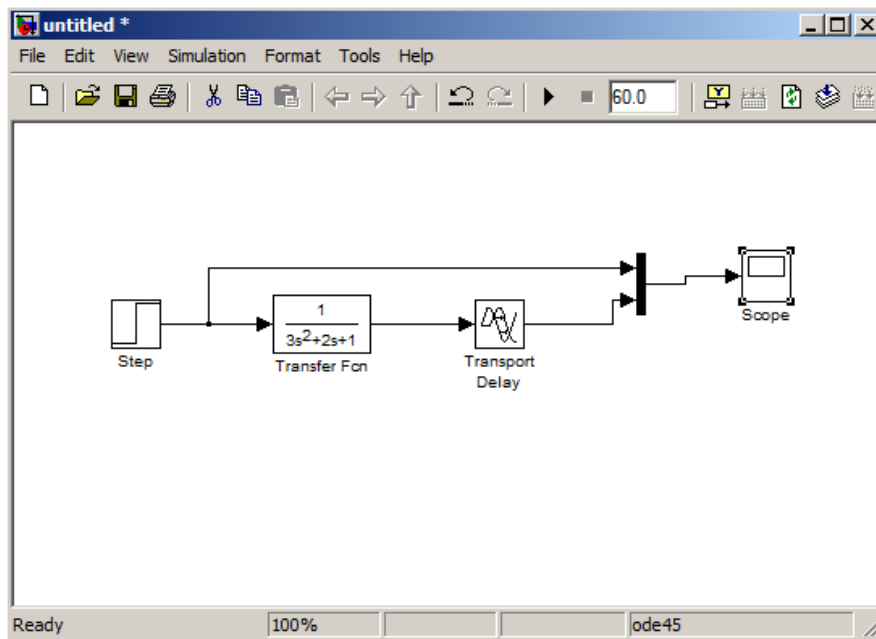 untitled *
File Edit View Simulation Format Tools Help
60.0
Scope
1
3s²+2s+1
Step
Transfer Fcn
Transport
Delay
Ready 100% ode45